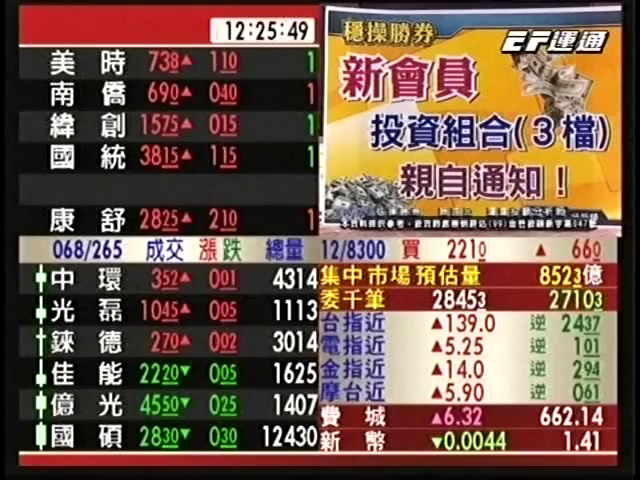 12:25:49
美時 738▲ 110 1
南僑 690▲ 040 1
緯創 1575▲ 015 1
國統 3815▲ 115 1
康舒 2825▲ 210 1
068/265 成交 漲跌 總量
中環 352▲ 001 4314
光磊 1045▲ 005 1113
錸德 270▲ 002 3014
佳能 2220▼ 005 1625
億光 4550▼ 025 1407
國碩 2830▼ 030 12430
穩操勝券
EF運通
新會員
投資組合(3檔)
親自通知!
12/8300 買 2210 ▲ 660
集中市場預估量 8523億
委千筆 28453 27103
台指近 ▲139.0 逆 2437
電指近 ▲5.25 逆 101
金指近 ▲14.0 逆 294
摩台近 ▲5.90 逆 061
費城 ▲6.32 662.14
新幣 ▼0.0044 1.41